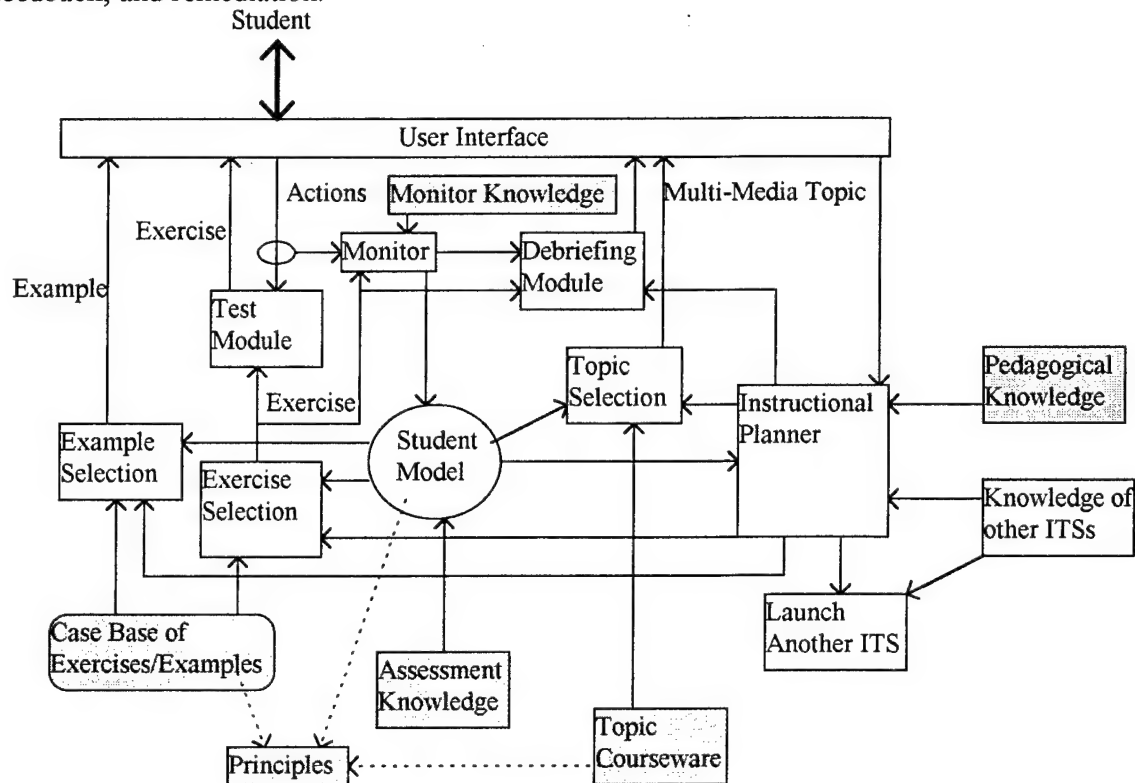 Student
User Interface
Actions
Monitor Knowledge
Multi-Media Topic
Exercise
Monitor
Debriefing
Module
Example
Test
Module
Topic
Selection
Pedagogical
Knowledge
Exercise
Instructional
Planner
Example
Selection
Student
Model
Exercise
Selection
Knowledge of
other ITSs
Case Base of
Exercises/Examples
Launch
Another ITS
Assessment
Knowledge
Topic
Courseware
Principles